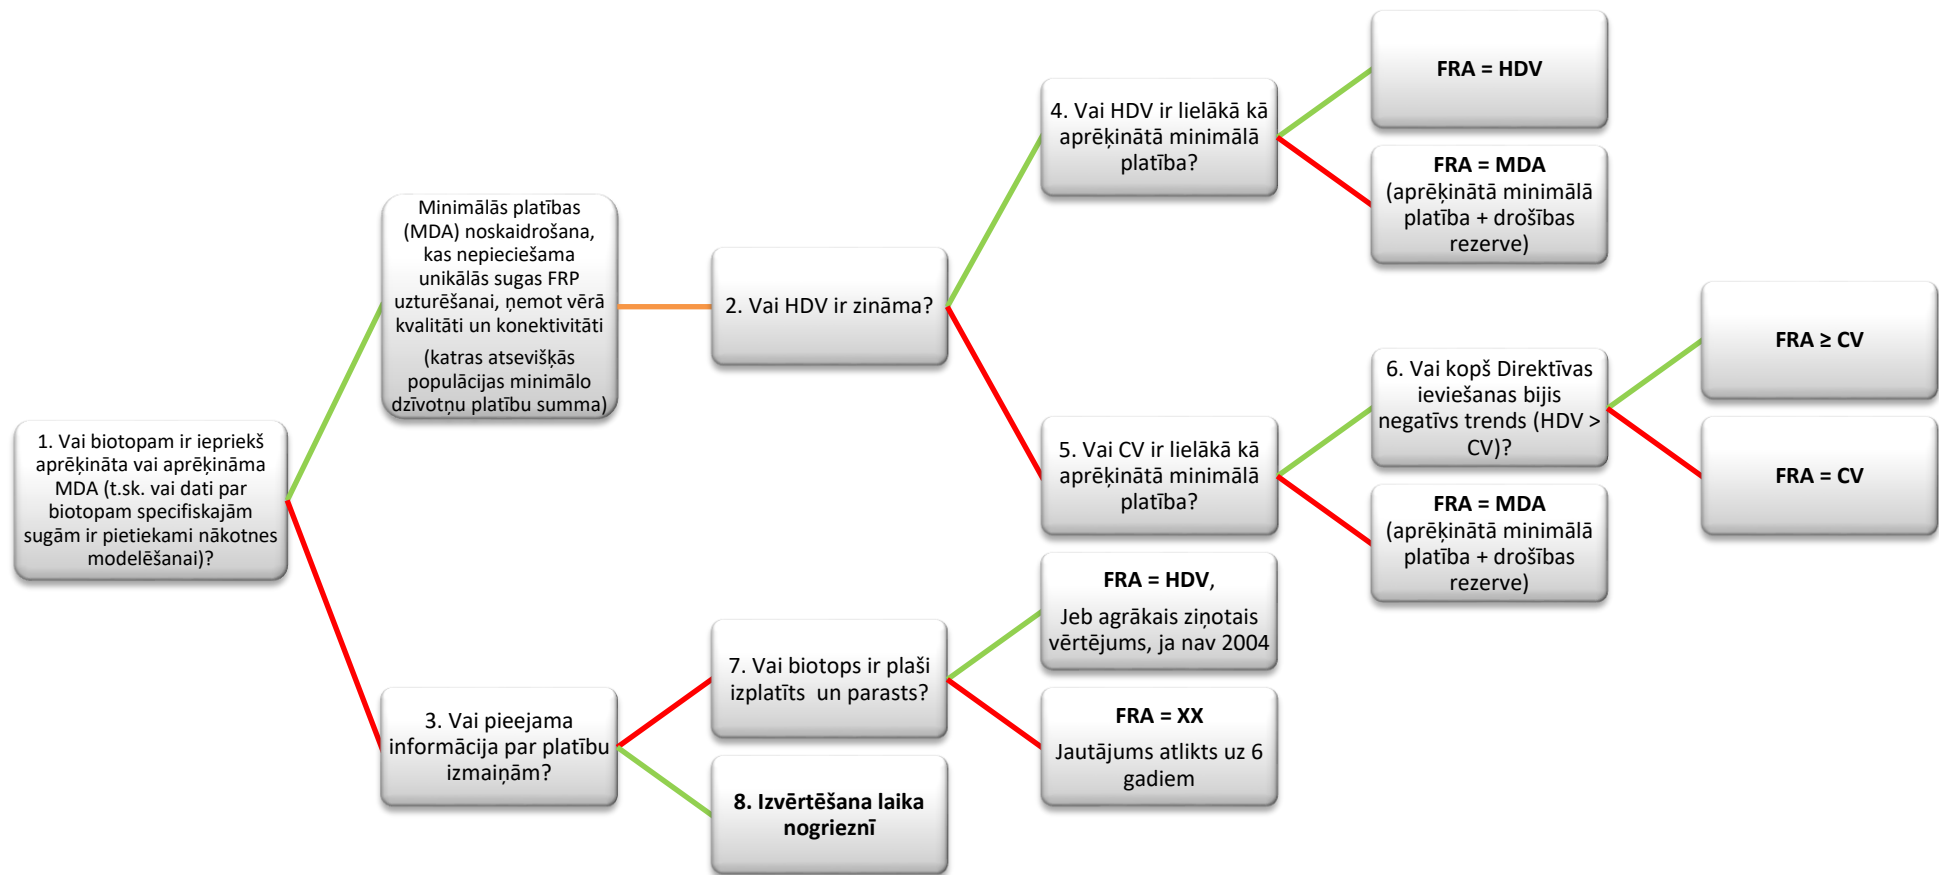 1. Vai biotopam ir iepriekš
aprēķināta vai aprēķināma
MDA (t.sk. vai dati par
biotopam specifiskajām
sugām ir pietiekami nākotnes
modelēšanai)?
Minimālās platības
(MDA) noskaidrošana,
kas nepieciešama
unikālās sugas FRP
uzturēšanai, ņemot vērā
kvalitāti un konektivitāti
(katras atsevišķās
populācijas minimālo
dzīvotņu platību summa)
2. Vai HDV ir zināma?
4. Vai HDV ir lielākā kā
aprēķinātā minimālā
platība?
FRA = HDV
FRA = MDA
(aprēķinātā minimālā
platība + drošības
rezerve)
5. Vai CV ir lielākā kā
aprēķinātā minimālā
platība?
6. Vai kopš Direktīvas
ieviešanas bijis
negatīvs trends (HDV >
CV)?
FRA ≥ CV
FRA = CV
FRA = MDA
(aprēķinātā minimālā
platība + drošības
rezerve)
3. Vai pieejama
informācija par platību
izmaiņām?
7. Vai biotops ir plaši
izplatīts un parasts?
FRA = HDV,
Jeb agrākais ziņotais
vērtējums, ja nav 2004
FRA = XX
Jautājums atlikts uz 6
gadiem
8. Izvērtēšana laika
nogrieznī